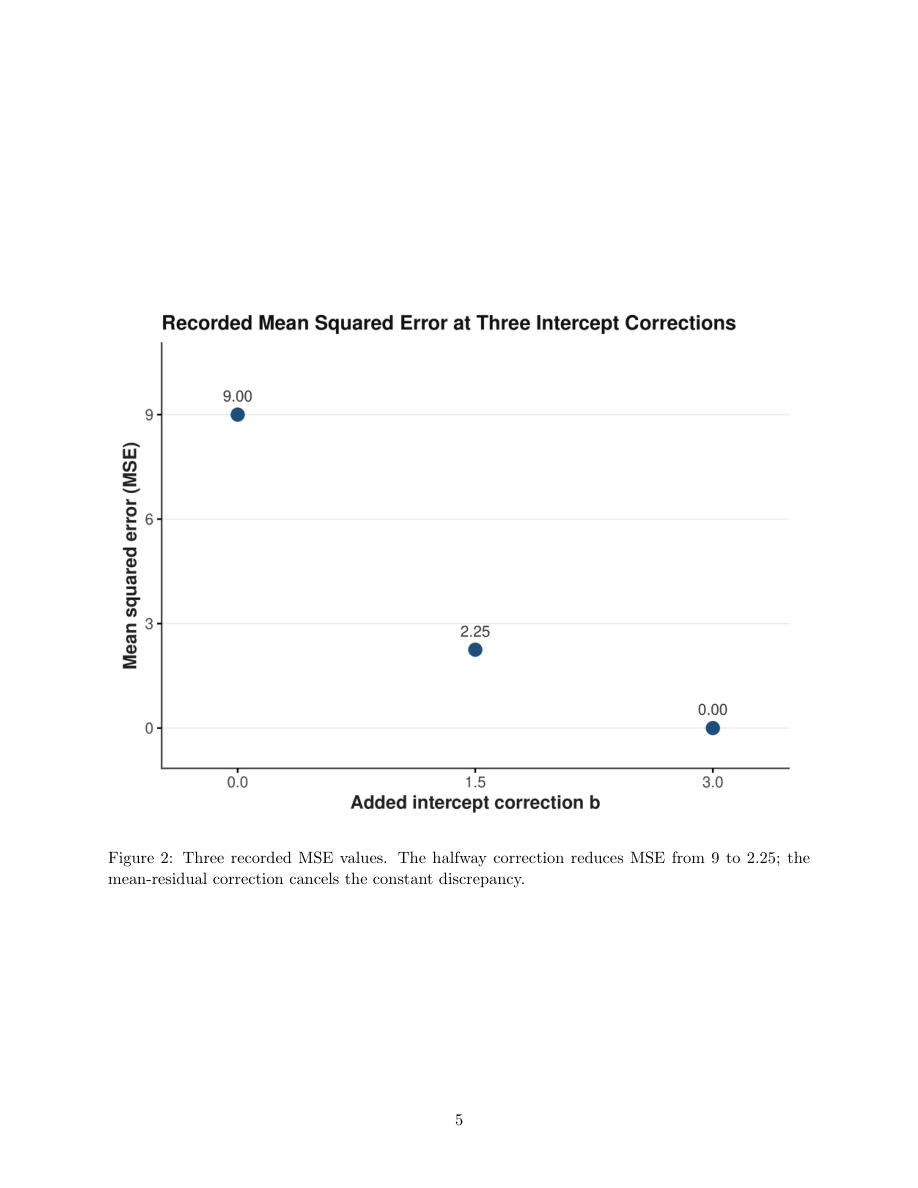 Recorded Mean Squared Error at Three Intercept Corrections
9.00
9
6
3
2.25
0.00
0
Mean squared error (MSE)
0.0 1.5 3.0
Added intercept correction b
Figure 2: Three recorded MSE values. The halfway correction reduces MSE from 9 to 2.25; the
mean-residual correction cancels the constant discrepancy.
5